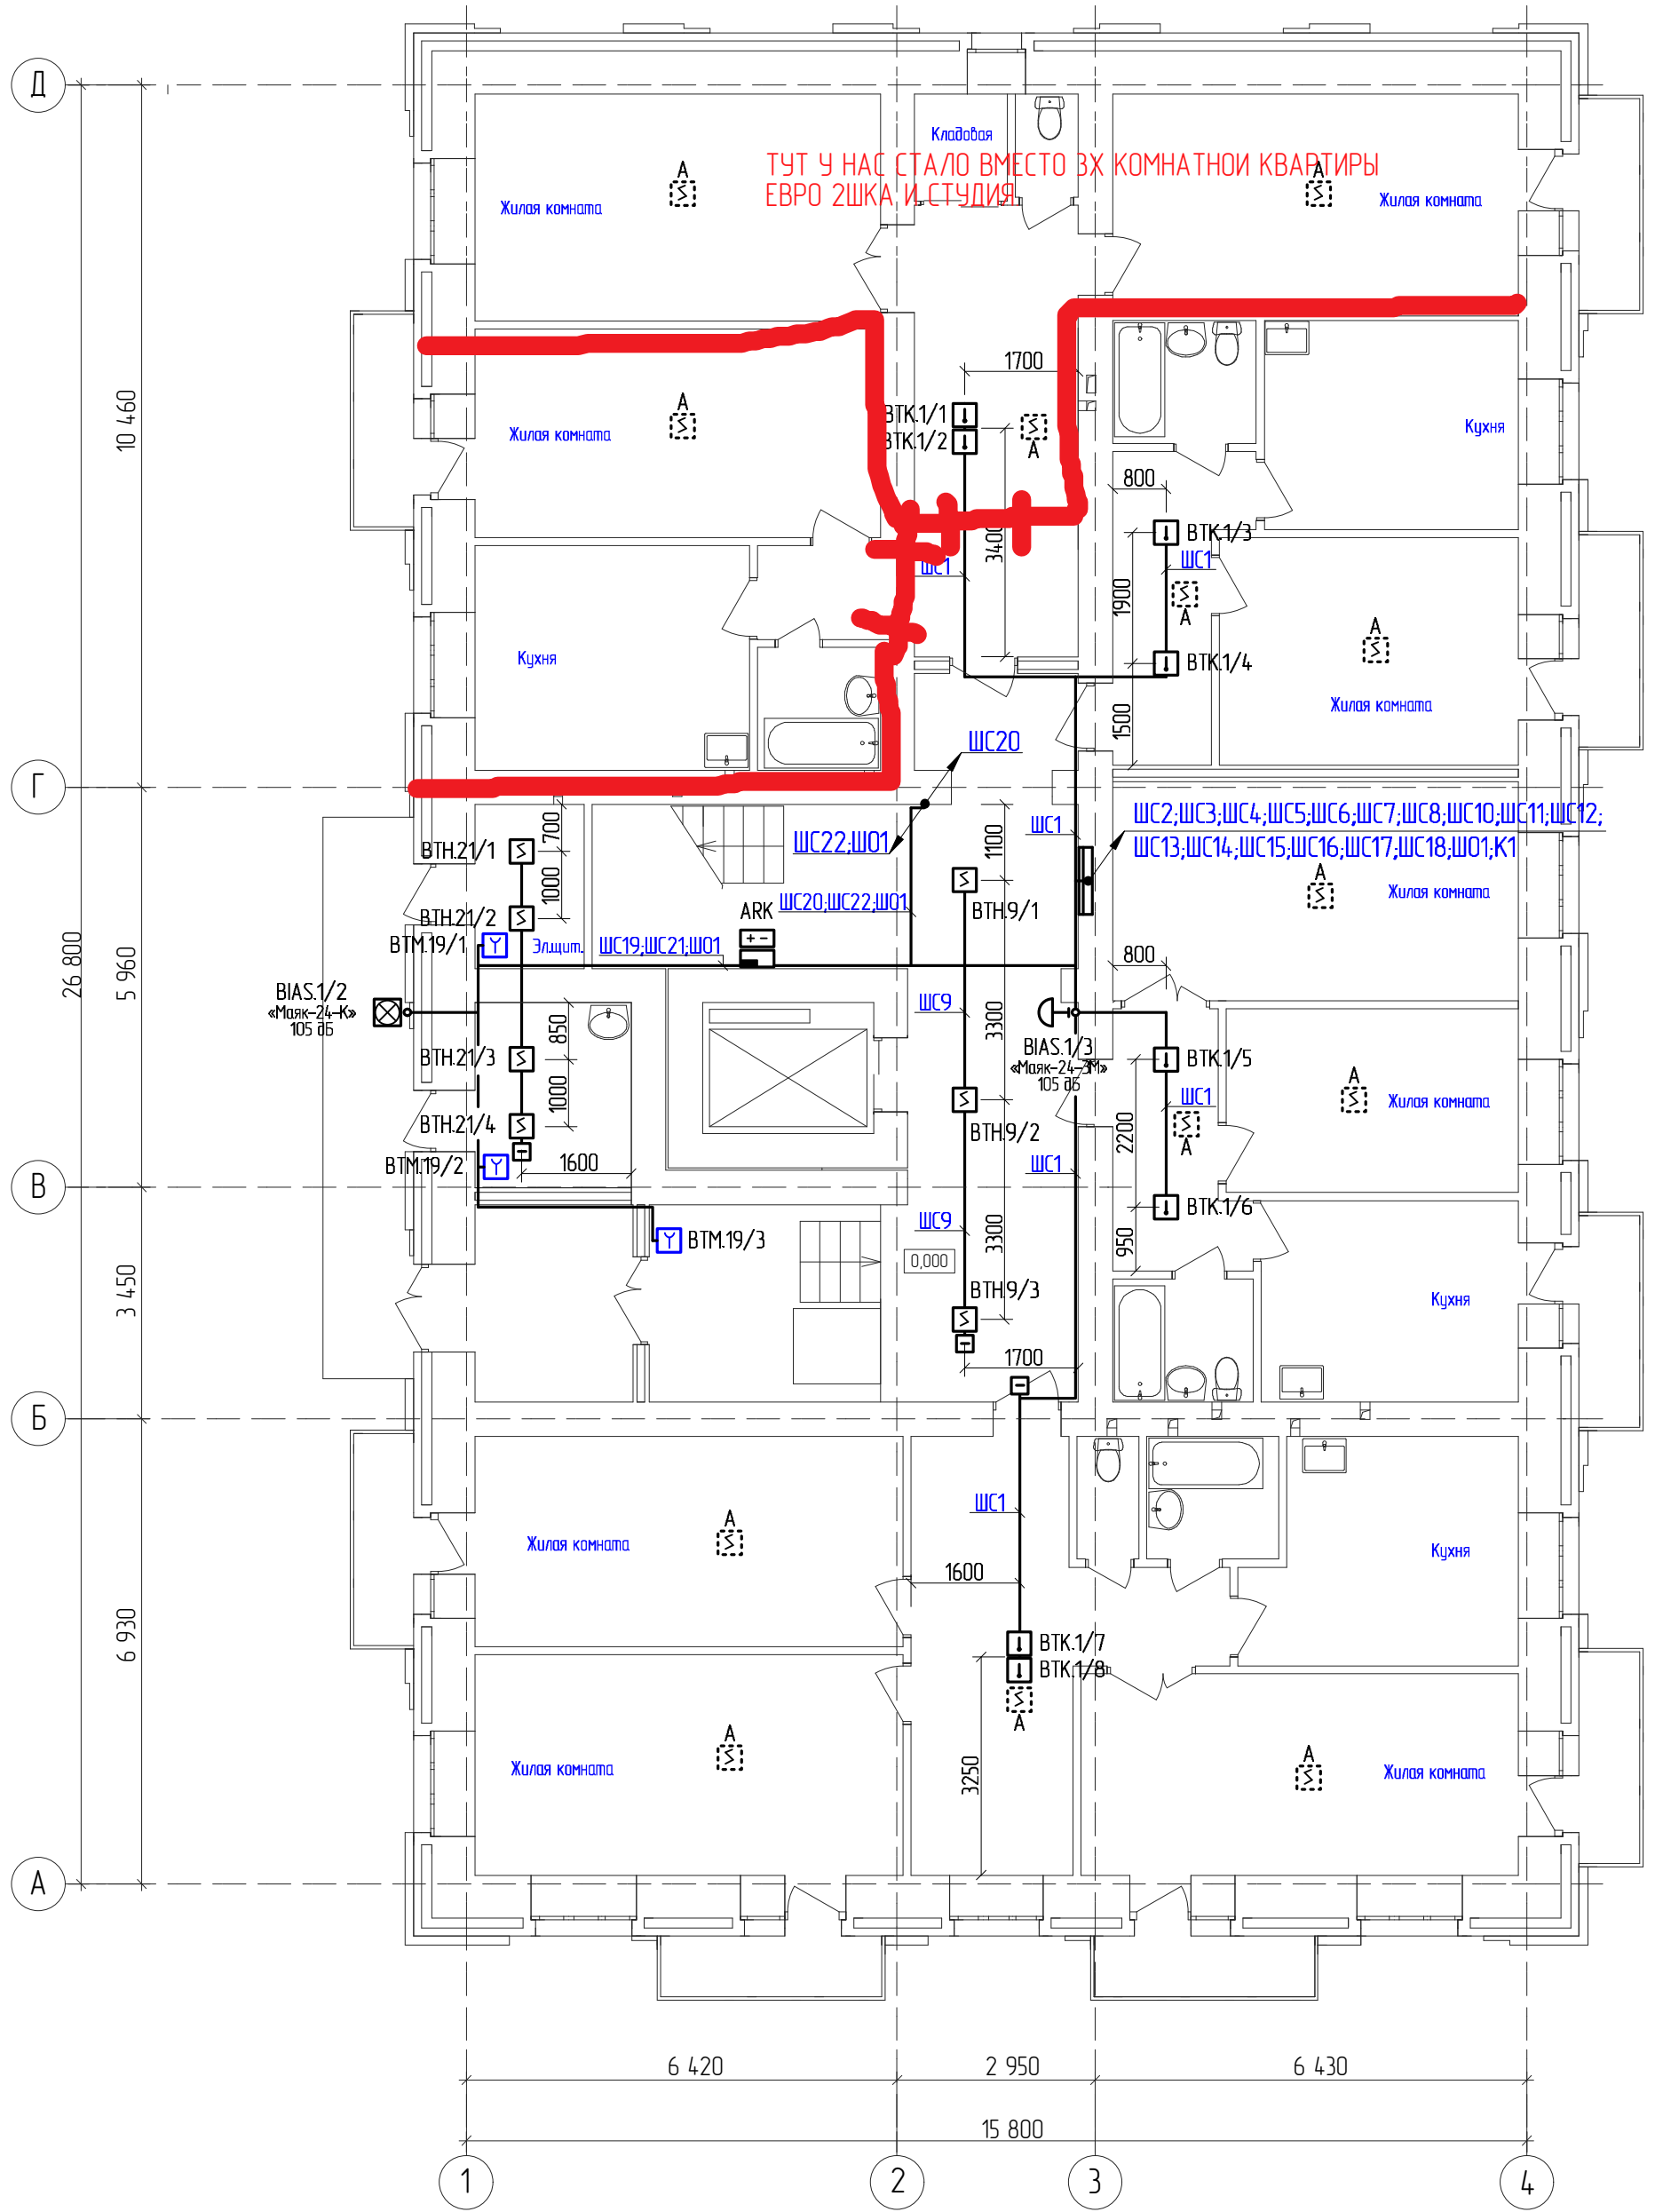 Д
Кладовая
ТУТ У НАС СТАЛО ВМЕСТО 3Х КОМНАТНОЙ КВАРТИРЫ
ЕВРО 2ШКА И СТУДИЯ
А
А
Жилая комната
Жилая комната
1700
10 460
ВТК.1/1
ВТК.1/2
А
А
Жилая комната
Кухня
800
3400
ВТК.1/3
ШС1
ШС1
1900
А
А
Кухня
ВТК.1/4
Жилая комната
1500
ШС20
Г
ШС2;ШС3;ШС4;ШС5;ШС6;ШС7;ШС8;ШС10;ШС11;ШС12;
ШС13;ШС14;ШС15;ШС16;ШС17;ШС18;ШО1;К1
700
ШС22;ШО1
1100
ШС1
ВТН.21/1
1000
А
Жилая комната
ВТН.21/2
ARK
ШС20;ШС22;ШО1
ВТН.9/1
ВТМ.19/1
Эл.щит.
ШС19;ШС21;ШО1
800
26 800
5 960
BIAS.1/2
«Маяк-24-К»
105 дБ
850
ШС9
3300
BIAS.1/3
«Маяк-24-3М»
105 дБ
ВТН.21/3
ВТК.1/5
1000
ШС1
А
Жилая комната
ВТН.21/4
ВТН.9/2
2200
А
ВТМ.19/2
1600
ШС1
В
ВТК.1/6
ШС9
3300
950
ВТМ.19/3
0,000
3 450
ВТН.9/3
Кухня
1700
Б
ШС1
А
Жилая комната
Кухня
1600
6 930
ВТК.1/7
ВТК.1/8
А
А
Жилая комната
3250
А
Жилая комната
А
6 420
2 950
6 430
15 800
1
2
3
4